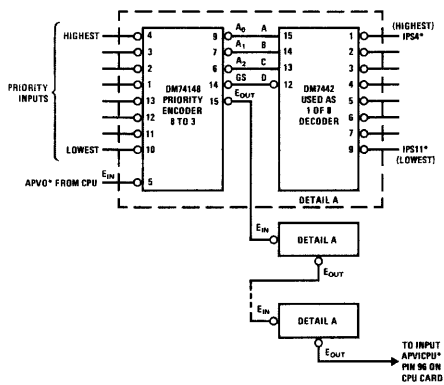 HIGHEST 4 9 A0 A 15 1 (HIGHEST) IPS4*
3 7 A1 B 14 2
2 6 A2 C 13 3
PRIORITY INPUTS
1 14 GS D 12 4
13 15 EOUT 5
12 6
11 7
LOWEST 10 9 IPS11* (LOWEST)
DM74148
PRIORITY
ENCODER
8 TO 3
DM7442
USED AS
1 OF 8
DECODER
APVO* FROM CPU EIN 5
DETAIL A
EIN
DETAIL A
EOUT
EIN
DETAIL A
EOUT
TO INPUT
APVICPU*
PIN 96 ON
CPU CARD